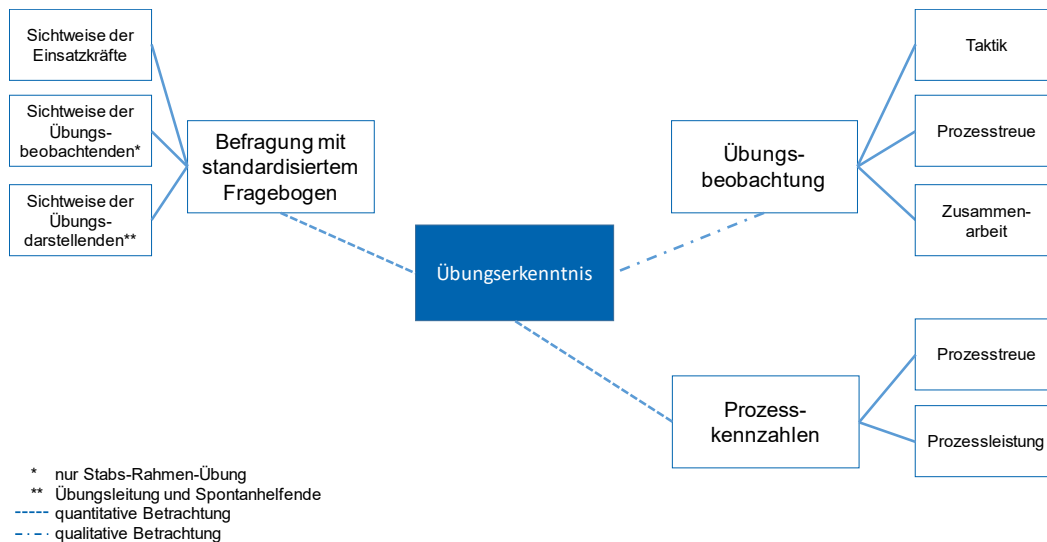 Sichtweise der
Einsatzkräfte
Sichtweise der
Übungs-
beobachtenden*
Sichtweise der
Übungs-
darstellenden**
Befragung mit
standardisiertem
Fragebogen
Übungserkenntnis
Übungs-
beobachtung
Taktik
Prozesstreue
Zusammen-
arbeit
Prozess-
kennzahlen
Prozesstreue
Prozessleistung
* nur Stabs-Rahmen-Übung
** Übungsleitung und Spontanhelfende
quantitative Betrachtung
qualitative Betrachtung